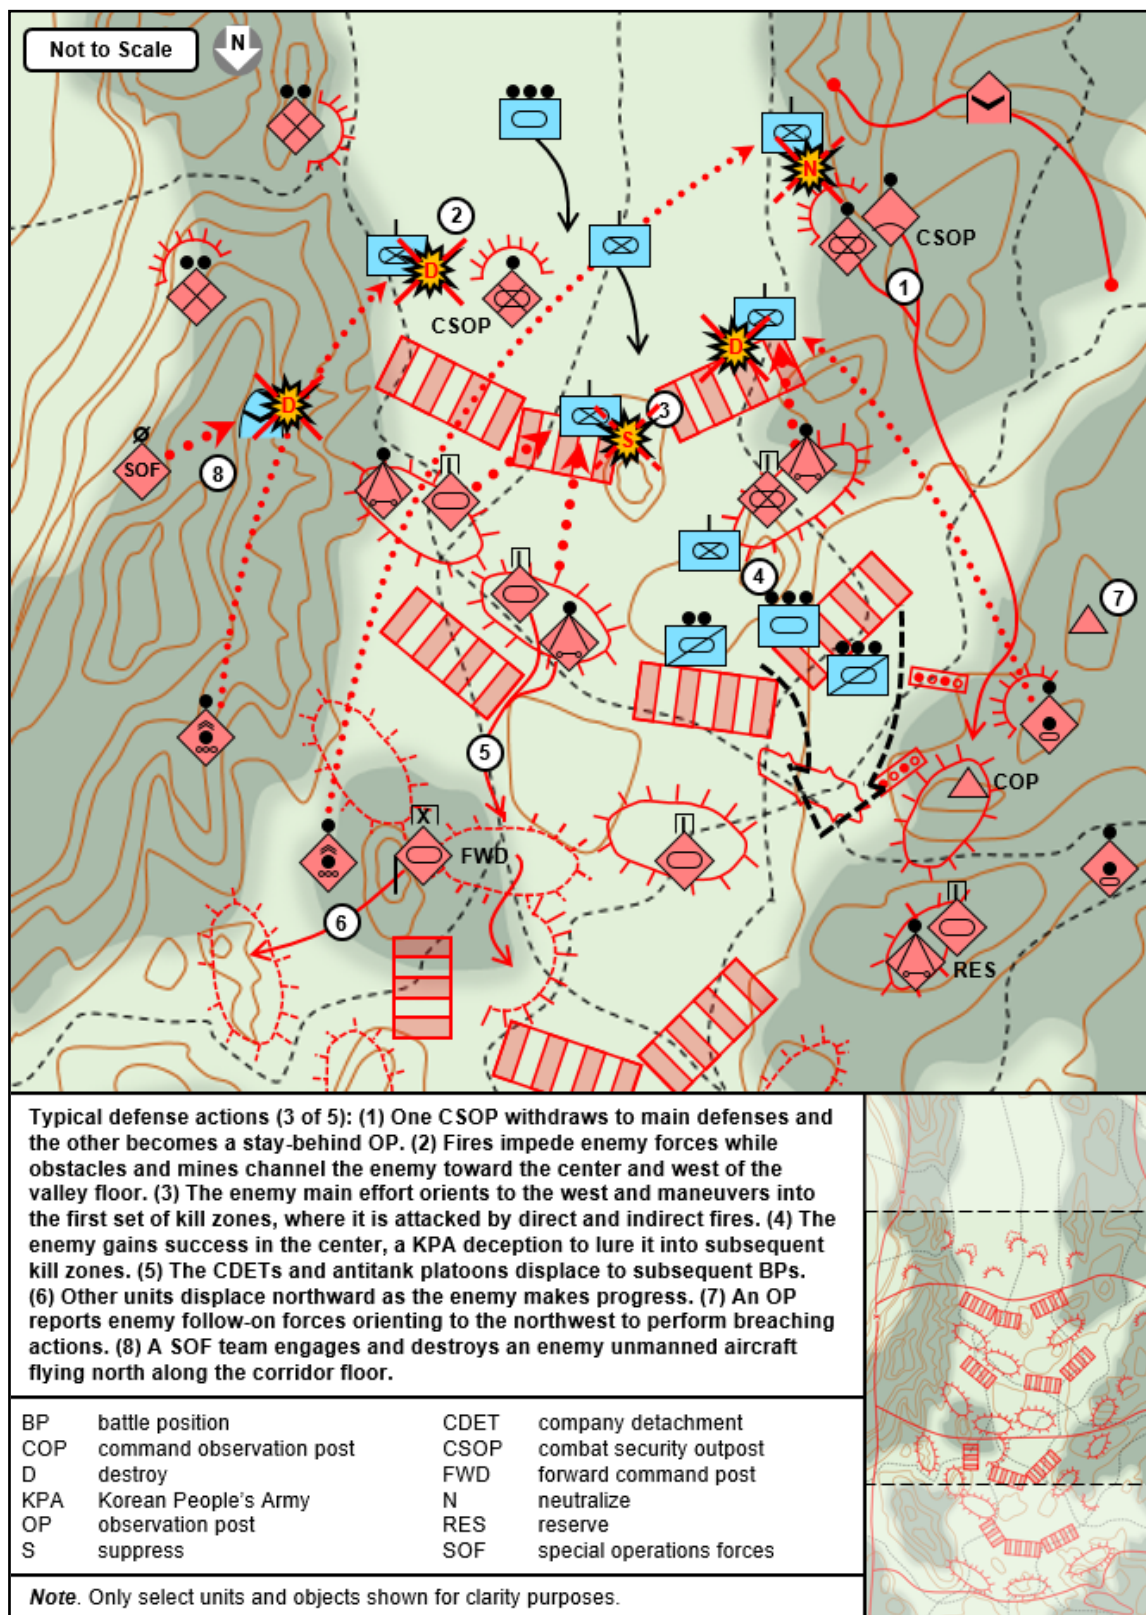 Not to Scale
N
N
2
D
CSOP
CSOP
1
D
D
3
S
SOF
8
4
7
5
COP
X
FWD
6
RES
Typical defense actions (3 of 5): (1) One CSOP withdraws to main defenses and
the other becomes a stay-behind OP. (2) Fires impede enemy forces while
obstacles and mines channel the enemy toward the center and west of the
valley floor. (3) The enemy main effort orients to the west and maneuvers into
the first set of kill zones, where it is attacked by direct and indirect fires. (4) The
enemy gains success in the center, a KPA deception to lure it into subsequent
kill zones. (5) The CDETs and antitank platoons displace to subsequent BPs.
(6) Other units displace northward as the enemy makes progress. (7) An OP
reports enemy follow-on forces orienting to the northwest to perform breaching
actions. (8) A SOF team engages and destroys an enemy unmanned aircraft
flying north along the corridor floor.
BP battle position CDET company detachment
COP command observation post CSOP combat security outpost
D destroy FWD forward command post
KPA Korean People's Army N neutralize
OP observation post RES reserve
S suppress SOF special operations forces
Note. Only select units and objects shown for clarity purposes.